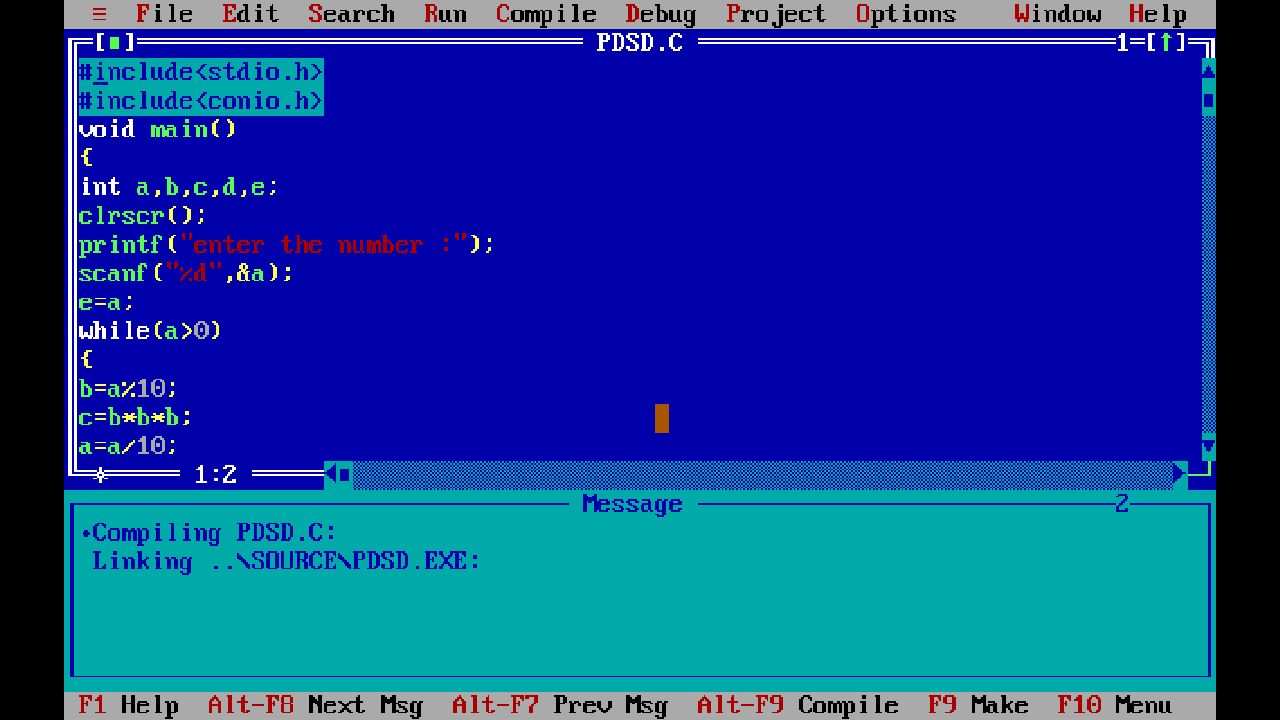 ≡ File Edit Search Run Compile Debug Project Options Window Help
[■] PDSD.C 1=[↑]
#include<stdio.h>
#include<conio.h>
void main()
{
int a,b,c,d,e;
clrscr();
printf("enter the number :");
scanf("%d",&a);
e=a;
while(a>0)
{
b=a%10;
c=b*b*b;
a=a/10;
1:2
Message 2
•Compiling PDSD.C:
Linking ..\SOURCE\PDSD.EXE:
F1 Help Alt-F8 Next Msg Alt-F7 Prev Msg Alt-F9 Compile F9 Make F10 Menu